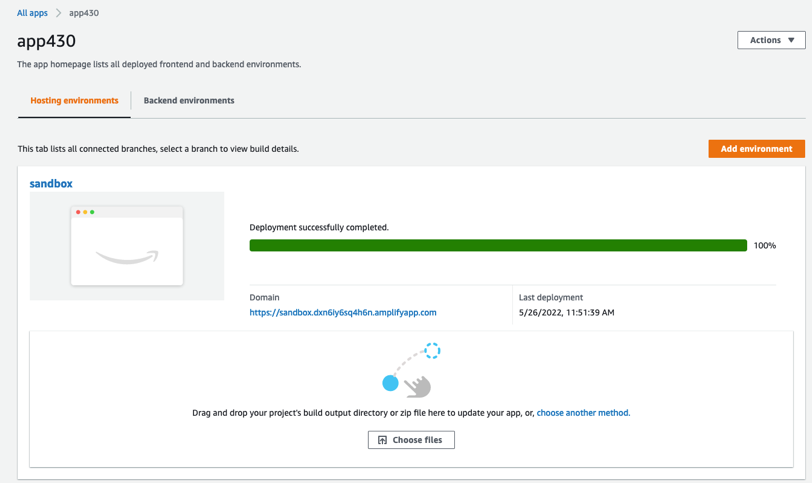 All apps > app430
app430
Actions ▼
The app homepage lists all deployed frontend and backend environments.
Hosting environments
Backend environments
This tab lists all connected branches, select a branch to view build details.
Add environment
sandbox
Deployment successfully completed.
100%
Domain
https://sandbox.dxn6iy6sq4h6n.amplifyapp.com
Last deployment
5/26/2022, 11:51:39 AM
Drag and drop your project's build output directory or zip file here to update your app, or, choose another method.
Choose files